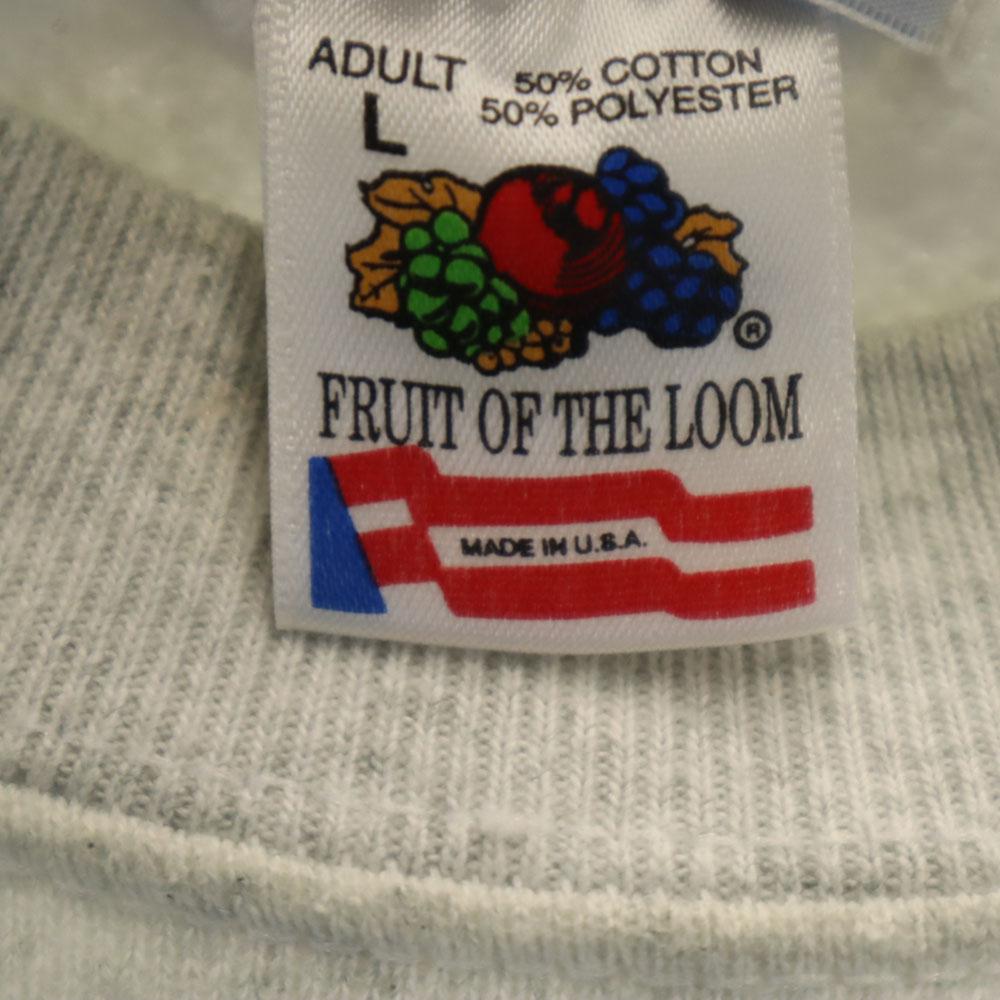 ADULT
L
50% COTTON
50% POLYESTER
®
FRUIT OF THE LOOM
MADE IN U.S.A.